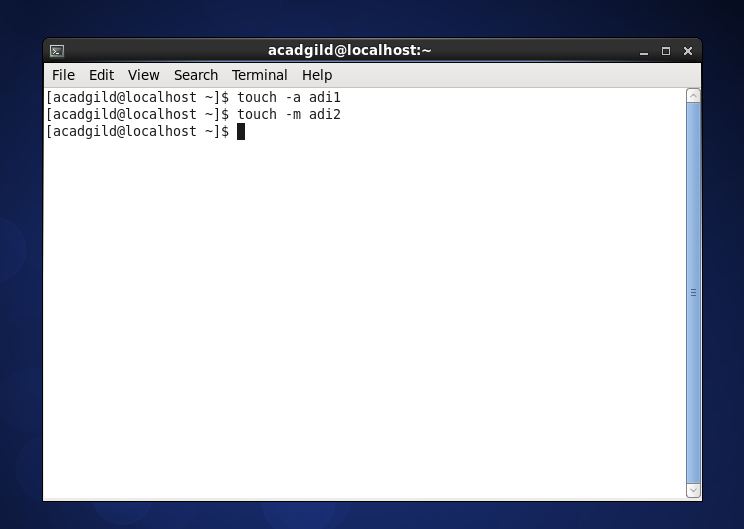 acadgild@localhost:~
File Edit View Search Terminal Help
[acadgild@localhost ~]$ touch -a adi1
[acadgild@localhost ~]$ touch -m adi2
[acadgild@localhost ~]$